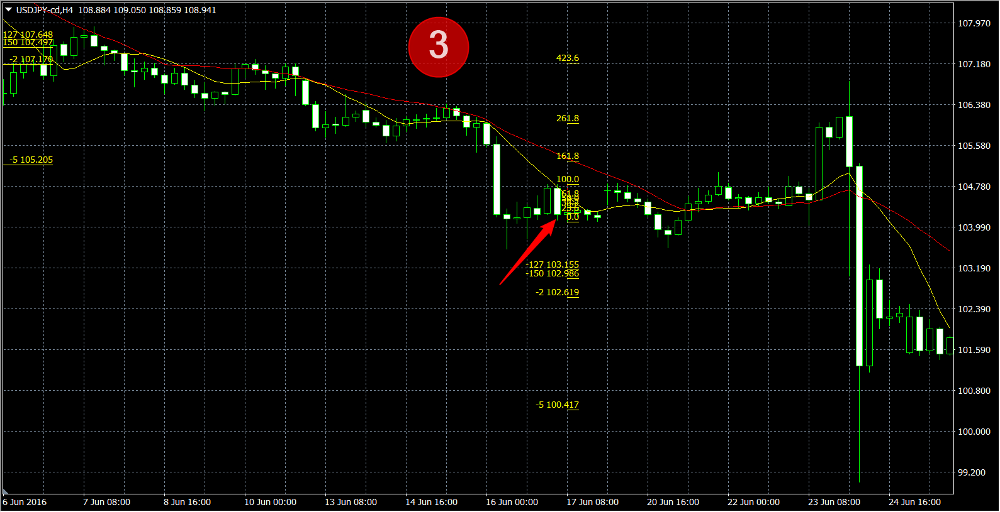 USDJPY-cd,H4 108.884 109.050 108.859 108.941
3
127 107.648
150 107.497
-2 107.170
-5 105.205
423.6
261.8
161.8
100.0
61.8
23.6
0.0
-127 103.155
-150 102.986
-2 102.619
-5 100.417
107.970
107.180
106.380
105.580
104.780
103.990
103.190
102.390
101.590
100.800
100.000
99.200
6 Jun 2016
7 Jun 08:00
8 Jun 16:00
10 Jun 00:00
13 Jun 08:00
14 Jun 16:00
16 Jun 00:00
17 Jun 08:00
20 Jun 16:00
22 Jun 00:00
23 Jun 08:00
24 Jun 16:00